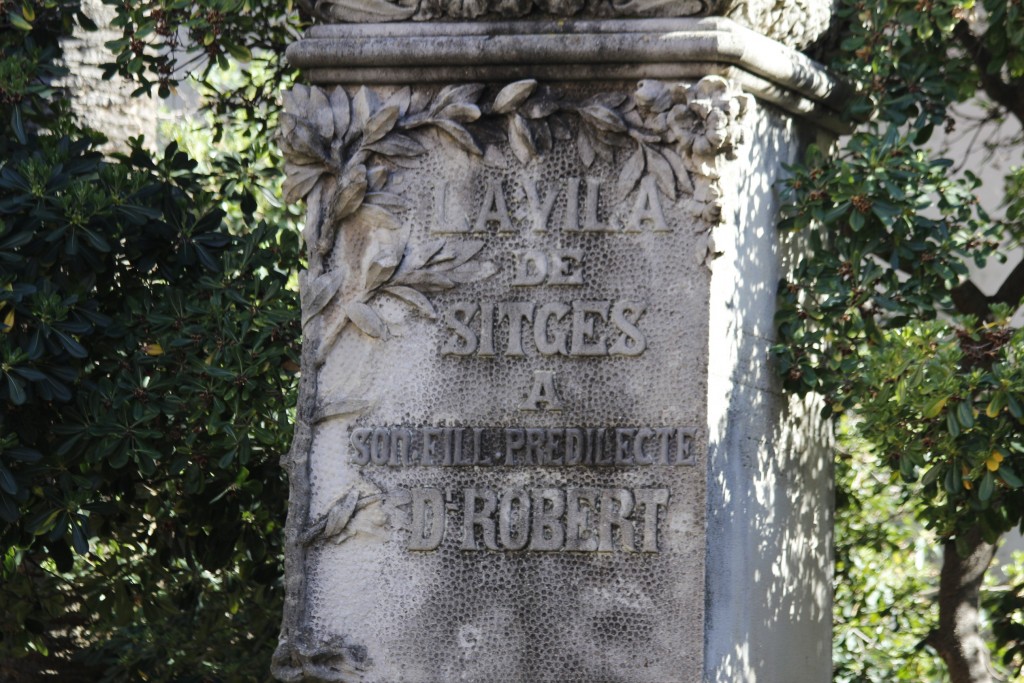 LA VILA
DE
SITGES
A
SON·FILL·PREDILECTE
Dr. ROBERT